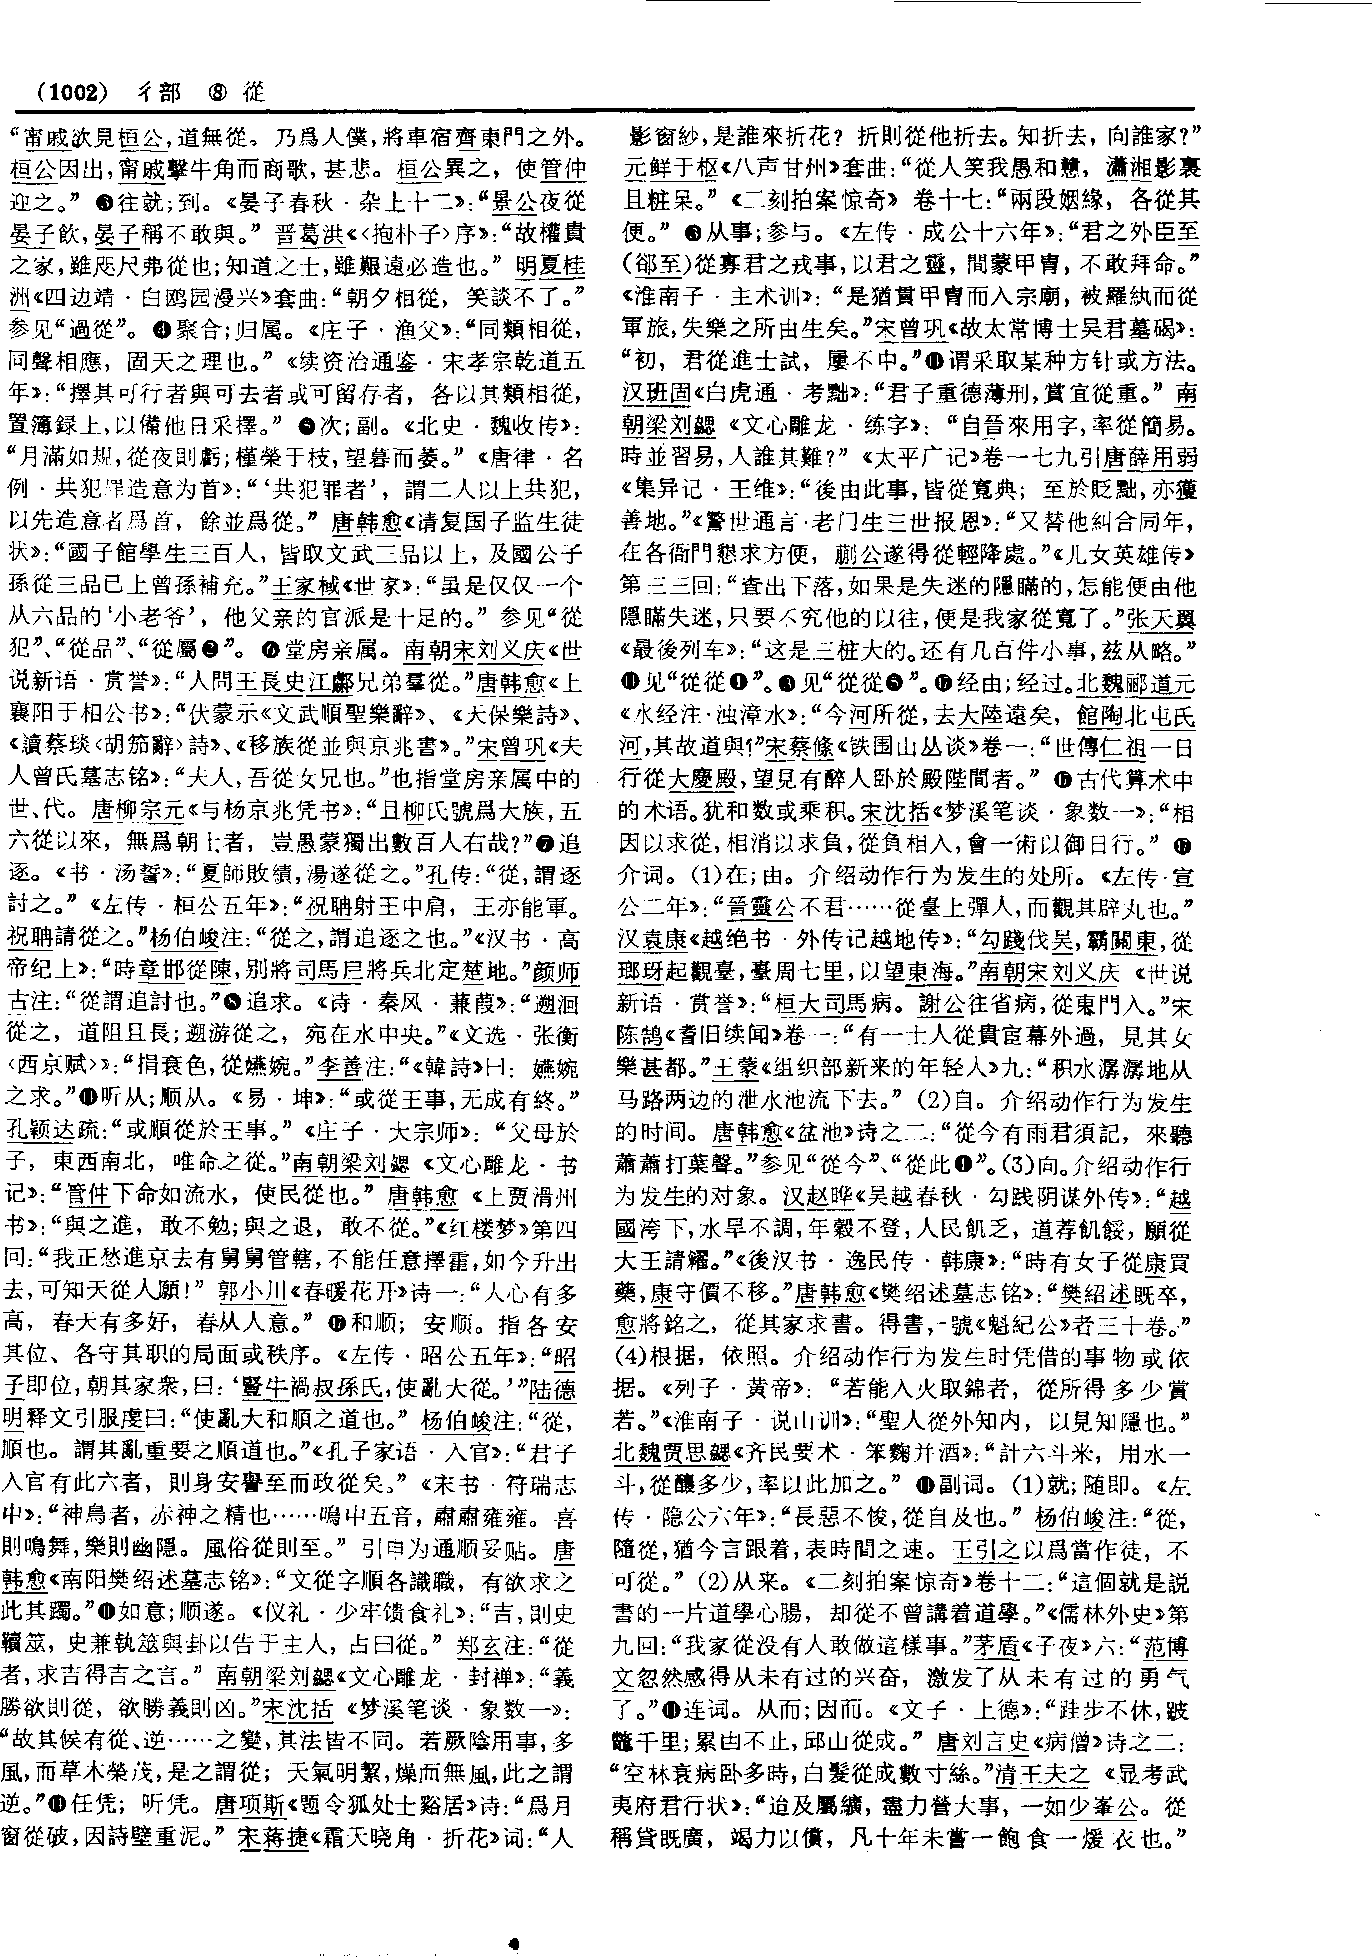 (1002) 彳部 ⑧ 從
“甯戚欲見桓公，道無從。乃爲人僕，將車宿齊東門之外。
桓公因出，甯戚擊牛角而商歌，甚悲。桓公異之，使管仲
迎之。”❸往就；到。《晏子春秋·杂上十二》：“景公夜從
晏子飲，晏子稱不敢與。”晋葛洪《〈抱朴子〉序》：“故權貴
之家，雖咫尺弗從也；知道之士，雖艱遠必造也。”明夏桂
洲《四边靖·白鸥园漫兴》套曲：“朝夕相從，笑談不了。”
参见“過從”。❹聚合；归属。《庄子·渔父》：“同類相從，
同聲相應，固天之理也。”《续资治通鉴·宋孝宗乾道五
年》：“擇其可行者與可去者或可留存者，各以其類相從，
置簿録上，以備他日采擇。”❺次；副。《北史·魏收传》：
“月滿如規，從夜則虧；槿榮于枝，望暮而萎。”《唐律·名
例·共犯罪造意为首》：“‘共犯罪者’，謂二人以上共犯，
以先造意者爲首，餘並爲從。”唐韩愈《请复国子监生徒
状》：“國子館學生三百人，皆取文武三品以上，及國公子
孫從三品已上曾孫補充。”王家棫《世家》：“虽是仅仅一个
从六品的‘小老爷’，他父亲的官派是十足的。”参见“從
犯”、“從品”、“從屬❷”。❻堂房亲属。南朝宋刘义庆《世
说新语·赏誉》：“人問王長史江虨兄弟羣從。”唐韩愈《上
襄阳于相公书》：“伏蒙示《文武順聖樂辭》、《天保樂詩》、
《讀蔡琰〈胡笳辭〉詩》、《移族從並與京兆書》。”宋曾巩《夫
人曾氏墓志铭》：“夫人，吾從女兄也。”也指堂房亲属中的
世、代。唐柳宗元《与杨京兆凭书》：“且柳氏號爲大族，五
六從以來，無爲朝士者，豈愚蒙獨出數百人右哉？”❼追
逐。《书·汤誓》：“夏師敗績，湯遂從之。”孔传：“從，謂逐
討之。”《左传·桓公五年》：“祝聃射王中肩，王亦能軍。
祝聃請從之。”杨伯峻注：“從之，謂追逐之也。”《汉书·高
帝纪上》：“時章邯從陳，别將司馬𡰥將兵北定楚地。”颜师
古注：“從謂追討也。”❽追求。《诗·秦风·蒹葭》：“遡洄
從之，道阻且長；遡游從之，宛在水中央。”《文选·张衡
〈西京赋〉》：“捐衰色，從嬿婉。”李善注：“《韓詩》曰：嬿婉
之求。”❿听从；顺从。《易·坤》：“或從王事，无成有終。”
孔颖达疏：“或順從於王事。”《庄子·大宗师》：“父母於
子，東西南北，唯命之從。”南朝梁刘勰《文心雕龙·书
记》：“管仲下命如流水，使民從也。”唐韩愈《上贾滑州
书》：“與之進，敢不勉；與之退，敢不從。”《红楼梦》第四
回：“我正愁進京去有舅舅管轄，不能任意揮霍，如今升出
去，可知天從人願！”郭小川《春暖花开》诗一：“人心有多
高，春天有多好，春从人意。”⓫和顺；安顺。指各安
其位、各守其职的局面或秩序。《左传·昭公五年》：“昭
子即位，朝其家衆，曰：‘豎牛禍叔孫氏，使亂大從。’”陆德
明释文引服虔曰：“使亂大和順之道也。”杨伯峻注：“從，
順也。謂其亂重要之順道也。”《孔子家语·入官》：“君子
入官有此六者，則身安譽至而政從矣。”《宋书·符瑞志
中》：“神鳥者，赤神之精也……鳴中五音，肅肅雍雍。喜
則鳴舞，樂則幽隱。風俗從則至。”引申为通顺妥贴。唐
韩愈《南阳樊绍述墓志铭》：“文從字順各識職，有欲求之
此其躅。”⓬如意；顺遂。《仪礼·少牢馈食礼》：“吉，則史
韇筮，史兼執筮與卦以告于主人，占曰從。”郑玄注：“從
者，求吉得吉之言。”南朝梁刘勰《文心雕龙·封禅》：“義
勝欲則從，欲勝義則凶。”宋沈括《梦溪笔谈·象数一》：
“故其候有從、逆……之變，其法皆不同。若厥陰用事，多
風，而草木榮茂，是之謂從；天氣明絜，燥而無風，此之謂
逆。”⓭任凭；听凭。唐项斯《题令狐处士谿居》诗：“爲月
窗從破，因詩壁重泥。”宋蒋捷《霜天晓角·折花》词：“人
影窗紗，是誰來折花？折則從他折去。知折去，向誰家？”
元鲜于枢《八声甘州》套曲：“從人笑我愚和戇，瀟湘影裏
且粧呆。”《二刻拍案惊奇》卷十七：“兩段姻緣，各從其
便。”从事；参与。《左传·成公十六年》：“君之外臣至
（郤至）從寡君之戎事，以君之靈，間蒙甲冑，不敢拜命。”
《淮南子·主术训》：“是猶貫甲冑而入宗廟，被羅紈而從
軍旅，失樂之所由生矣。”宋曾巩《故太常博士吴君墓碣》：
“初，君從進士試，屢不中。”谓采取某种方针或方法。
汉班固《白虎通·考黜》：“君子重德薄刑，賞宜從重。”南
朝梁刘勰《文心雕龙·练字》：“自晉來用字，率從簡易。
時並習易，人誰其難？”《太平广记》卷一七九引唐薛用弱
《集异记·王维》：“後由此事，皆從寬典；至於貶黜，亦獲
善地。”《警世通言·老门生三世报恩》：“又替他糾合同年，
在各衙門懇求方便，蒯公遂得從輕降處。”《儿女英雄传》
第三三回：“查出下落，如果是失迷的隱瞞的，怎能便由他
隱瞞失迷，只要不究他的以往，便是我家從寬了。”张天翼
《最後列车》：“这是三桩大的。还有几百件小事，兹从略。”
见“從從❶”。见“從從❺”。经由；经过。北魏郦道元
《水经注·浊漳水》：“今河所從，去大陸遠矣，館陶北屯氏
河，其故道與？”宋蔡絛《铁围山丛谈》卷一：“世傳仁祖一日
行從大慶殿，望見有醉人卧於殿陛間者。”古代算术中
的术语。犹和数或乘积。宋沈括《梦溪笔谈·象数一》：“相
因以求從，相消以求負，從負相入，會一術以御日行。”
介词。（1）在；由。介绍动作行为发生的处所。《左传·宣
公二年》：“晉靈公不君……從臺上彈人，而觀其辟丸也。”
汉袁康《越绝书·外传记越地传》：“勾踐伐吴，霸關東，從
瑯玡起觀臺，臺周七里，以望東海。”南朝宋刘义庆《世说
新语·赏誉》：“桓大司馬病。謝公往省病，從東門入。”宋
陈鹄《耆旧续闻》卷一：“有一士人從貴宦幕外過，見其女
樂甚都。”王蒙《组织部新来的年轻人》九：“积水潺潺地从
马路两边的泄水池流下去。”（2）自。介绍动作行为发生
的时间。唐韩愈《盆池》诗之二：“從今有雨君須記，來聽
蕭蕭打葉聲。”参见“從今”、“從此❶”。（3）向。介绍动作行
为发生的对象。汉赵晔《吴越春秋·勾践阴谋外传》：“越
國洿下，水旱不調，年穀不登，人民飢乏，道荐飢餒，願從
大王請糴。”《後汉书·逸民传·韩康》：“時有女子從康買
藥，康守價不移。”唐韩愈《樊绍述墓志铭》：“樊紹述既卒，
愈將銘之，從其家求書。得書，號《魁紀公》者三十卷。”
（4）根据，依照。介绍动作行为发生时凭借的事物或依
据。《列子·黄帝》：“若能入火取錦者，從所得多少賞
若。”《淮南子·说山训》：“聖人從外知内，以見知隱也。”
北魏贾思勰《齐民要术·笨麴并酒》：“計六斗米，用水一
斗，從釀多少，率以此加之。”副词。（1）就；随即。《左
传·隐公六年》：“長惡不悛，從自及也。”杨伯峻注：“從，
隨從，猶今言跟着，表時間之速。王引之以爲當作徒，不
可從。”（2）从来。《二刻拍案惊奇》卷十二：“這個就是説
書的一片道學心腸，却從不曾講着道學。”《儒林外史》第
九回：“我家從没有人敢做這樣事。”茅盾《子夜》六：“范博
文忽然感得从未有过的兴奋，激发了从未有过的勇气
了。”连词。从而；因而。《文子·上德》：“跬步不休，跛
鼈千里；累凷不止，邱山從成。”唐刘言史《病僧》诗之二：
“空林衰病卧多時，白髮從成數寸絲。”清王夫之《显考武
夷府君行状》：“迨及屬纊，盡力營大事，一如少峯公。從
稱貸既廣，竭力以償，凡十年未嘗一飽食一煖衣也。”